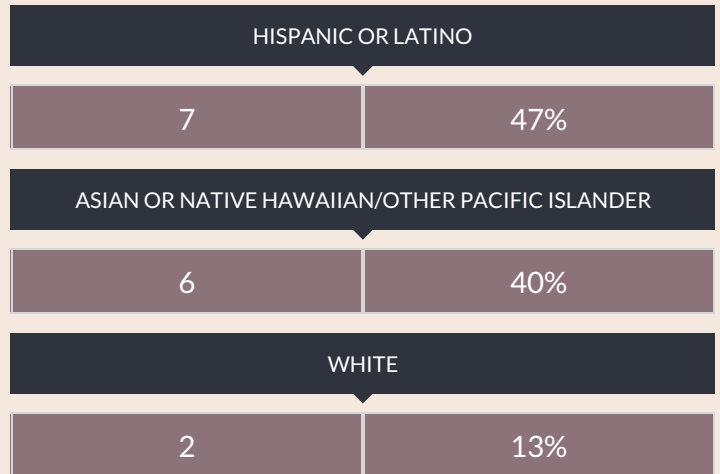 HISPANIC OR LATINO
7 47%
ASIAN OR NATIVE HAWAIIAN/OTHER PACIFIC ISLANDER
6 40%
WHITE
2 13%